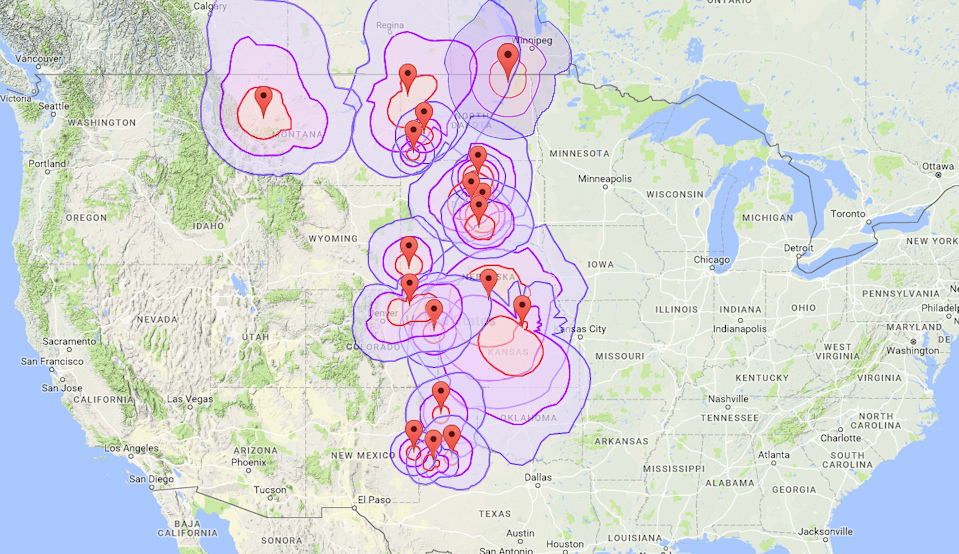 Calgary
ONTARIO
Regina
Winnipeg
Vancouver
Victoria
Seattle
WASHINGTON
MONTANA
NORTH
DAKOTA
Portland
MINNESOTA
Minneapolis
Ottawa
OREGON
IDAHO
WISCONSIN
MICHIGAN
Toronto
WYOMING
Detroit
NEW YORK
Chicago
IOWA
NEBRASKA
NEVADA
UTAH
Denver
COLORADO
Kansas City
ILLINOIS
INDIANA
OHIO
Indianapolis
PENNSYLVANIA
Philadelp
MARYLAND
DE
Washington
Sacramento
San Francisco
San Jose
CALIFORNIA
Las Vegas
KANSAS
MISSOURI
WEST
VIRGINIA
KENTUCKY
VIRGINIA
Nashville
TENNESSEE
NORTH
CAROLINA
Charlotte
OKLAHOMA
ARKANSAS
Los Angeles
ARIZONA
Phoenix
NEW MEXICO
San Diego
Tucson
El Paso
Dallas
MISSISSIPPI
Atlanta
SOUTH
CAROLINA
ALABAMA
GEORGIA
BAJA
CALIFORNIA
SONORA
TEXAS
Austin
San Antonio
Houston
LOUISIANA
Jacksonville